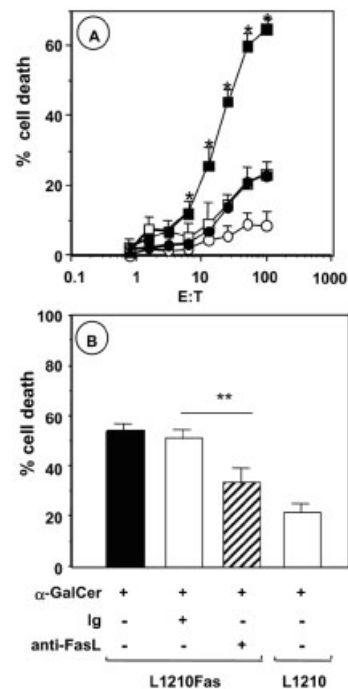 A
% cell death
60
40
20
0
* * * * * *
0.1 1 10 100 1000
E:T
B
% cell death
100
80
60
40
20
0
**
α-GalCer + + + +
Ig - + - -
anti-FasL - - + -
L1210Fas L1210